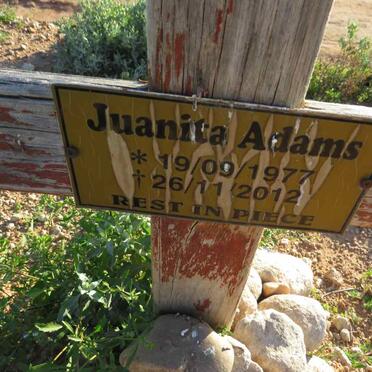 Juanita Adams
* 19/09/1977
† 26/11/2012
REST IN PIECE